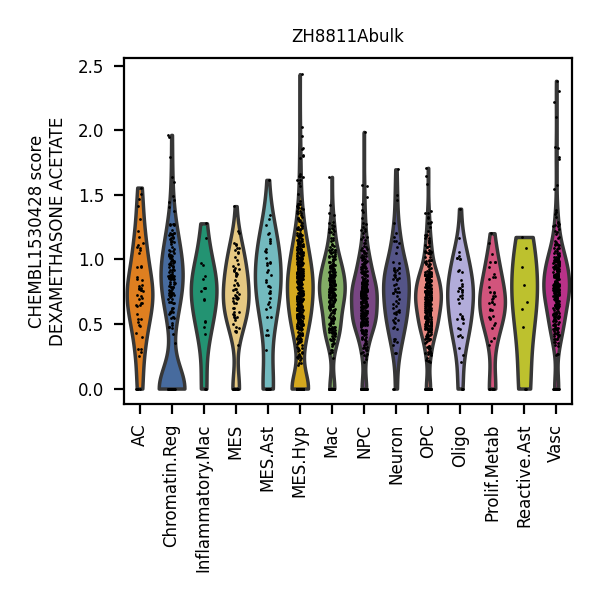 ZH8811Abulk
CHEMBL1530428 score
DEXAMETHASONE ACETATE
2.5
2.0
1.5
1.0
0.5
0.0
AC
Chromatin.Reg
Inflammatory.Mac
MES
MES.Ast
MES.Hyp
Mac
NPC
Neuron
OPC
Oligo
Prolif.Metab
Reactive.Ast
Vasc